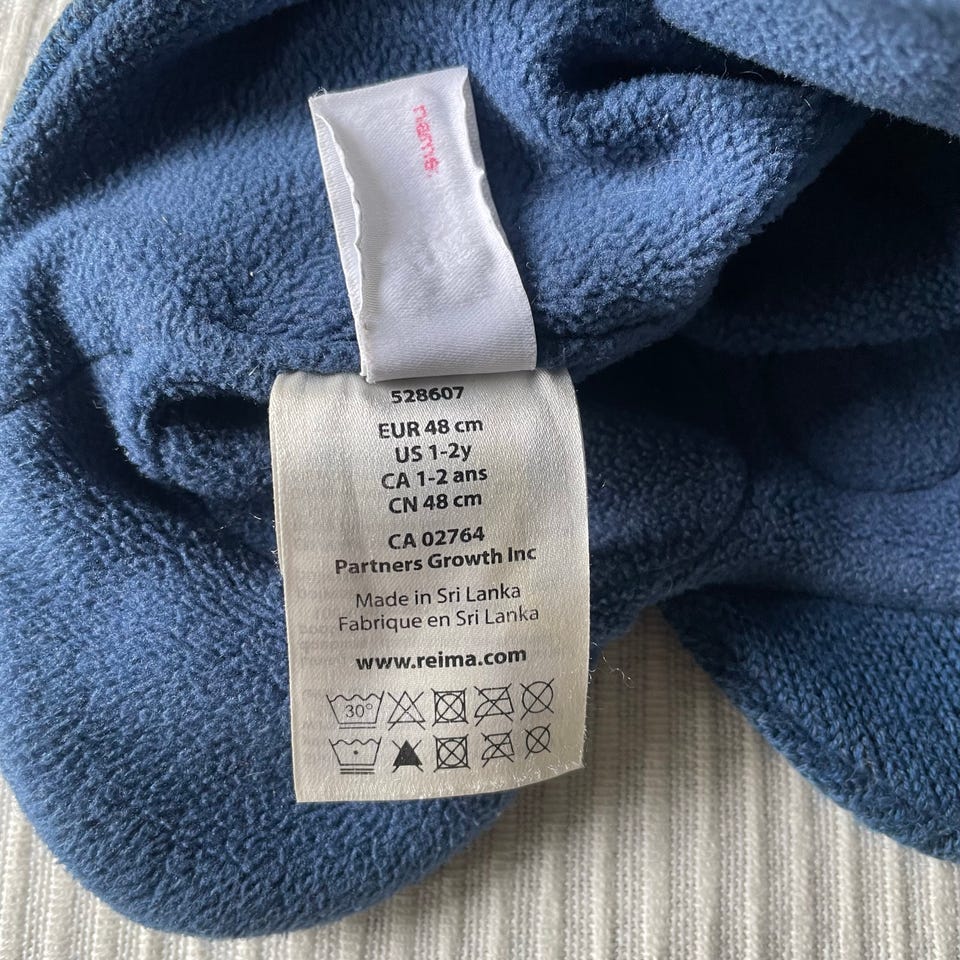 name.
528607
EUR 48 cm
US 1-2y
CA 1-2 ans
CN 48 cm
CA 02764
Partners Growth Inc
Made in Sri Lanka
Fabrique en Sri Lanka
www.reima.com
30°